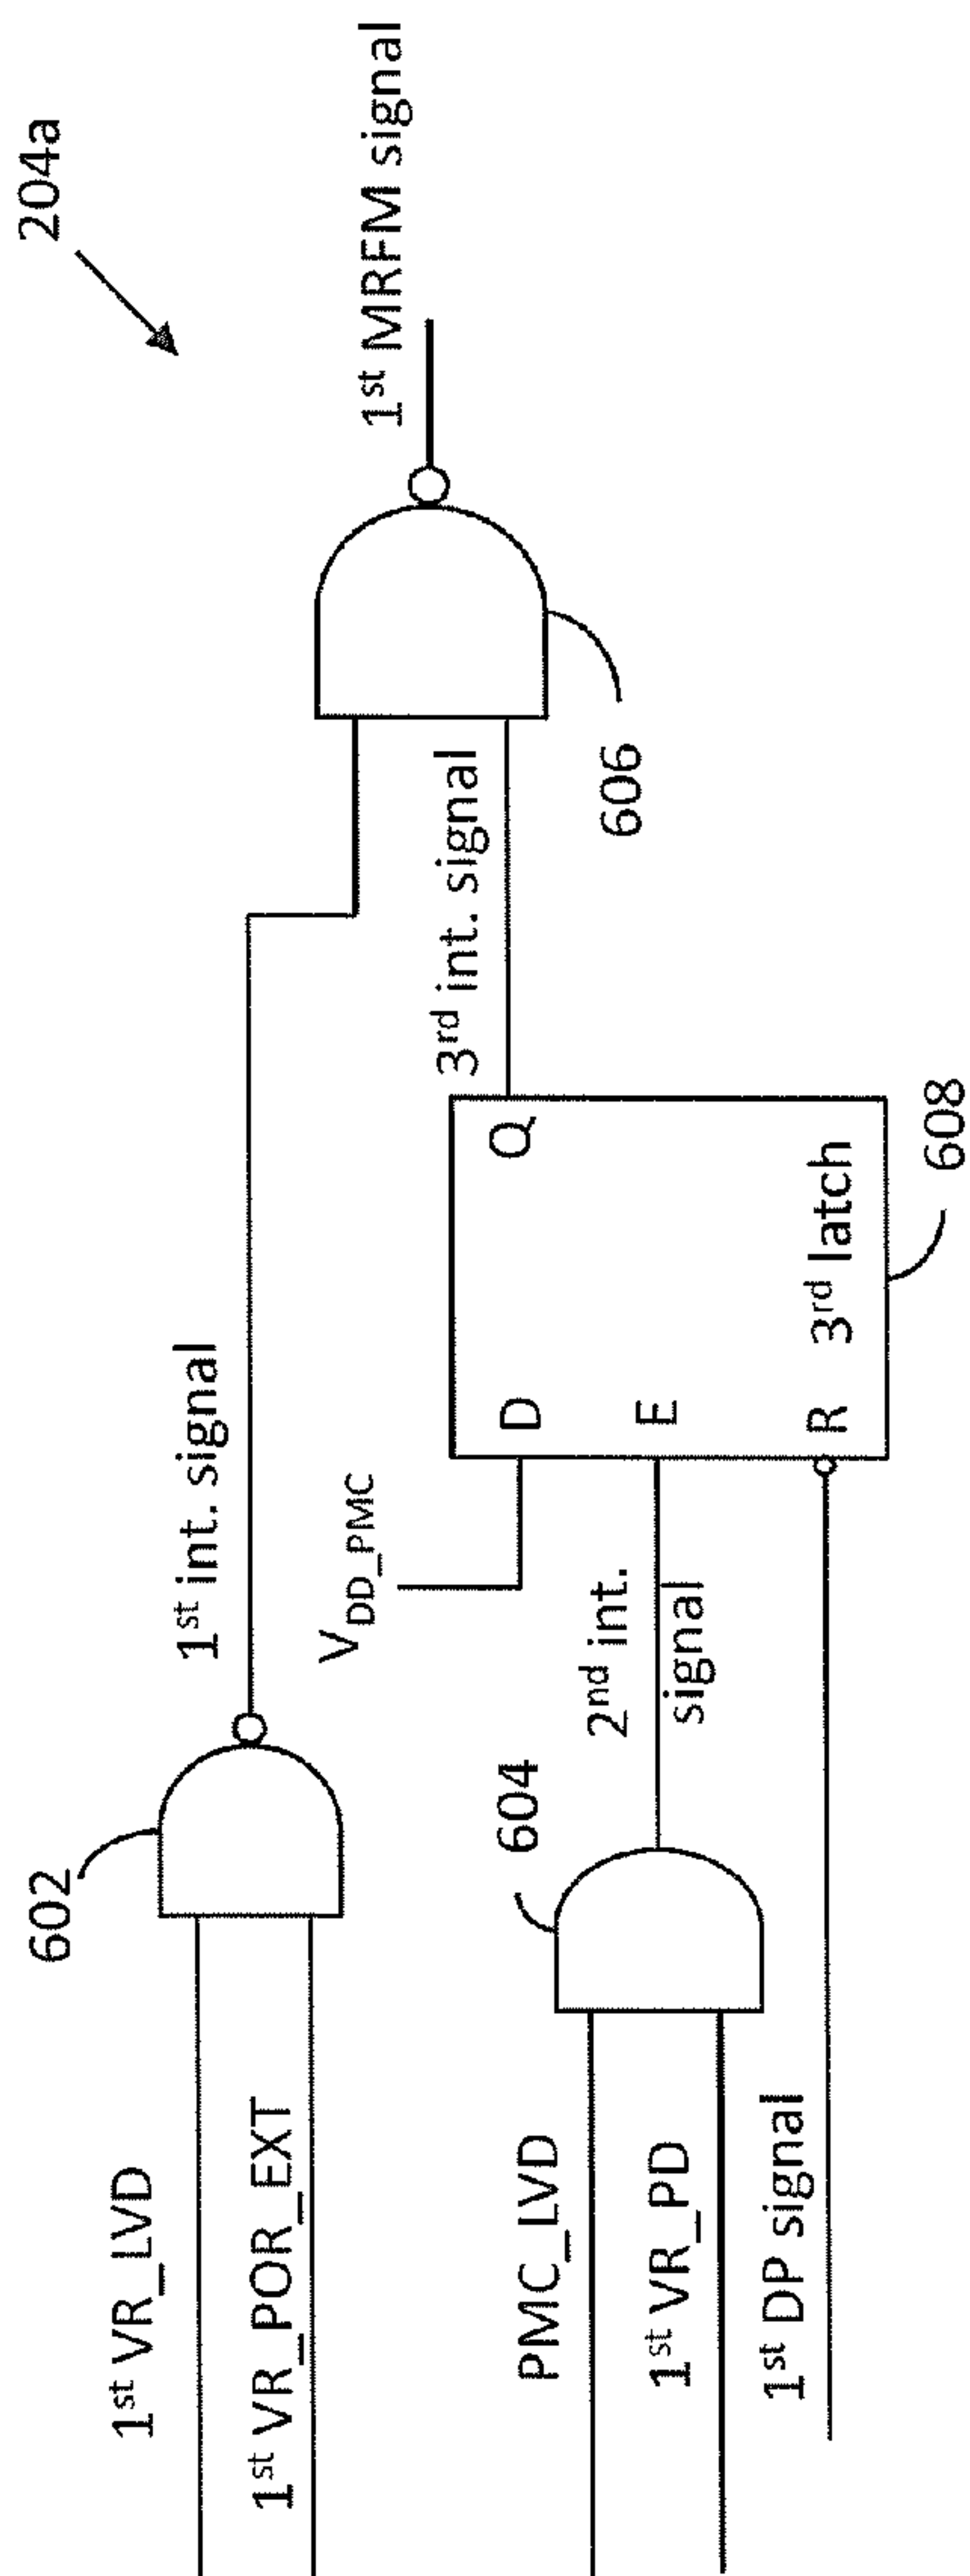 204a
602
1st VR_LVD
1st VR_POR_EXT
1st int. signal
1st MRFM signal
VDD_PMC
606
3rd int. signal
604
PMC_LVD
1st VR_PD
2nd int.
signal
D
E
R
Q
3rd latch
608
1st DP signal